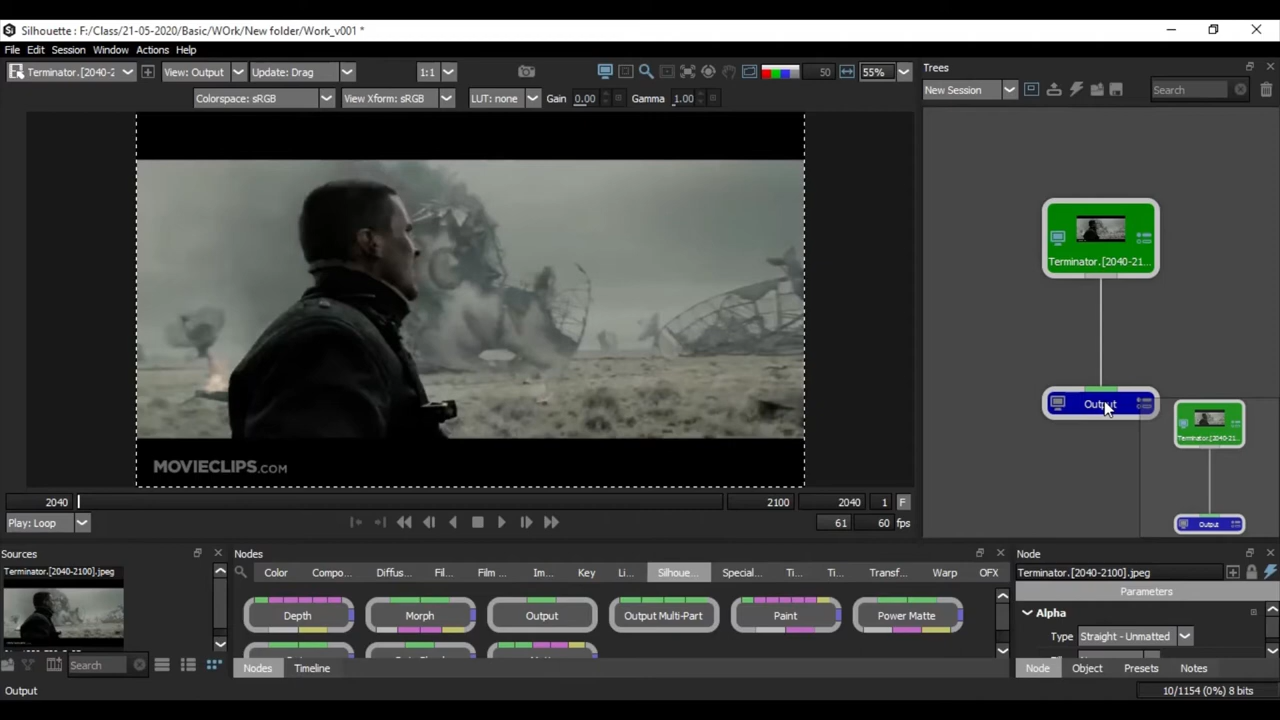 Silhouette : F:/Class/21-05-2020/Basic/WOrk/New folder/Work_v001 *
File Edit Session Window Actions Help
Terminator.[2040-2 View: Output Update: Drag 1:1 50 55%
Colorspace: sRGB View Xform: sRGB LUT: none Gain 0.00 Gamma 1.00
MOVIECLIPS.COM
2040 2100 2040 1 F
Play: Loop 61 60 fps
Trees
New Session Search
Terminator.[2040-21...
Output
Terminator.[2040-21...
Output
Sources
Terminator.[2040-2100].jpeg
Search
Nodes
Color Compo... Diffus... Fil... Film ... Im... Key Li... Silhoue... Special... Ti... Ti... Transf... Warp OFX
Depth Morph Output Output Multi-Part Paint Power Matte
Nodes Timeline
Node
Terminator.[2040-2100].jpeg
Parameters
Alpha
Type Straight - Unmatted
Node Object Presets Notes
Output
10/1154 (0%) 8 bits